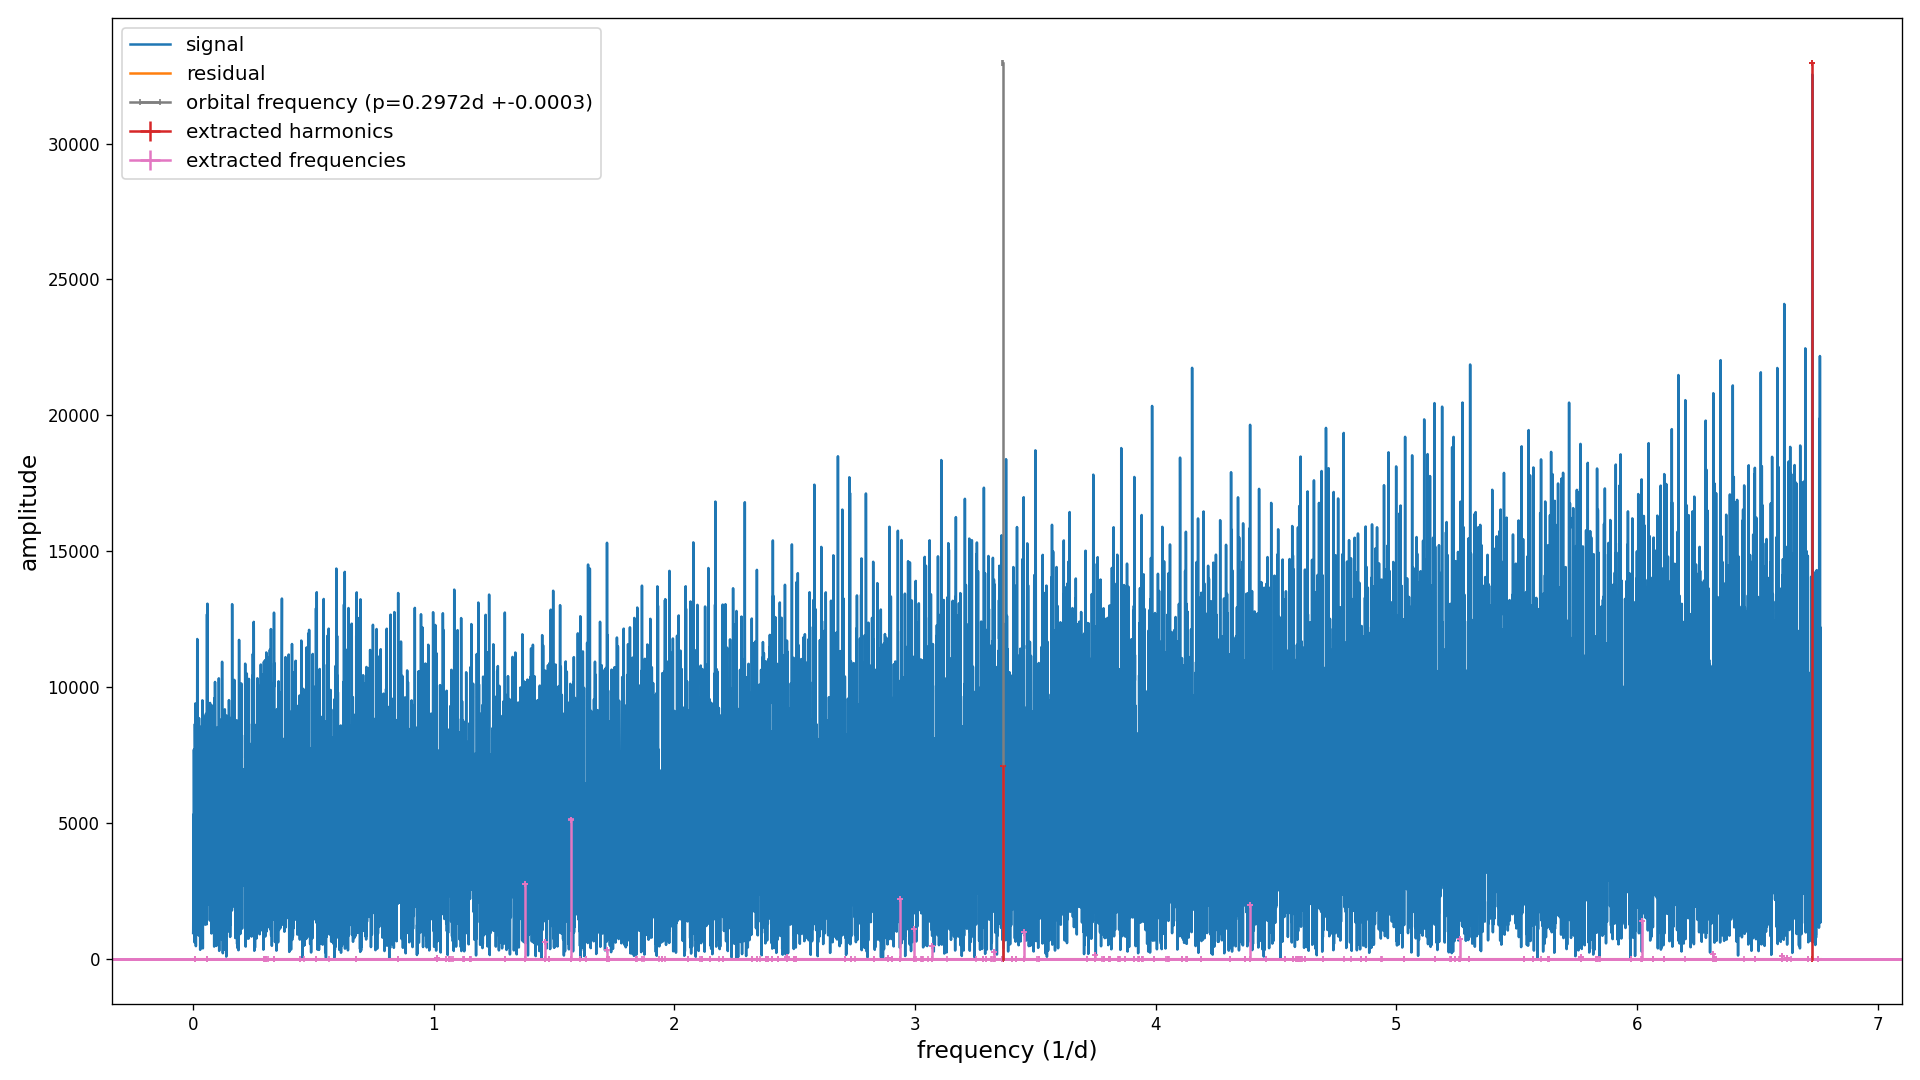 signal
residual
orbital frequency (p=0.2972d +-0.0003)
extracted harmonics
extracted frequencies
30000
25000
20000
15000
10000
5000
0
amplitude
0 1 2 3 4 5 6 7
frequency (1/d)